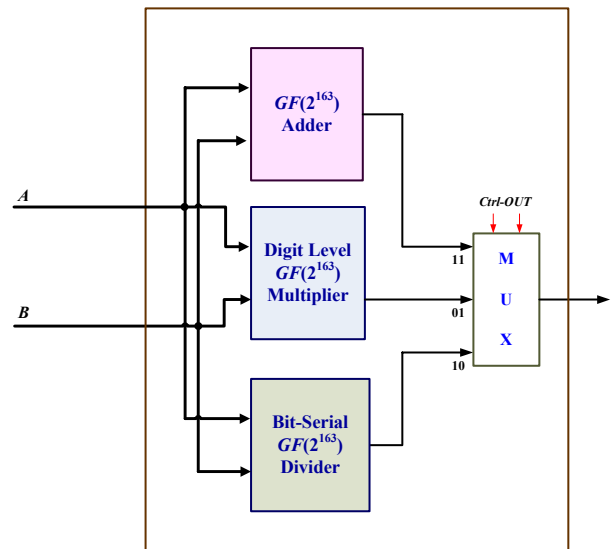 GF(2¹⁶³)
Adder
A
Ctrl-OUT
Digit Level
GF(2¹⁶³)
Multiplier
11
M
U
X
01
B
10
Bit-Serial
GF(2¹⁶³)
Divider